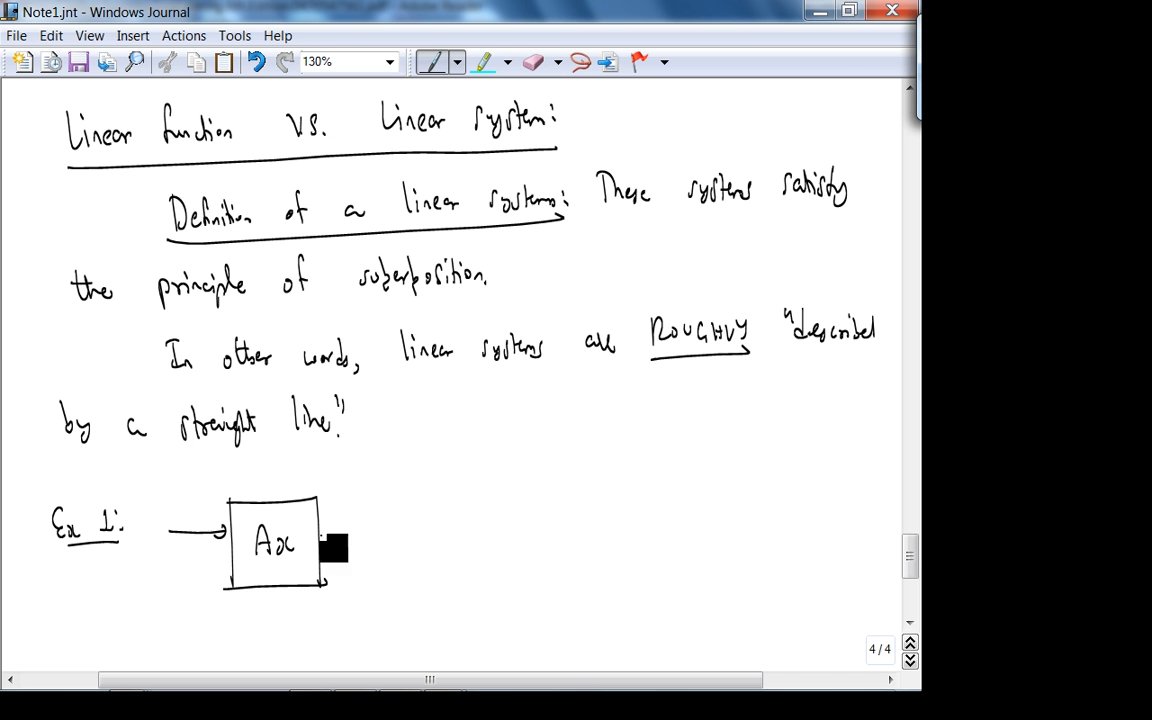 Note1.jnt - Windows Journal
File Edit View Insert Actions Tools Help
130%
Linear function vs. Linear system:
Definition of a linear systems: These systems satisfy
the principle of superposition.
In other words, linear systems are ROUGHLY "described
by a straight line."
Ex 1: Ax
4 / 4